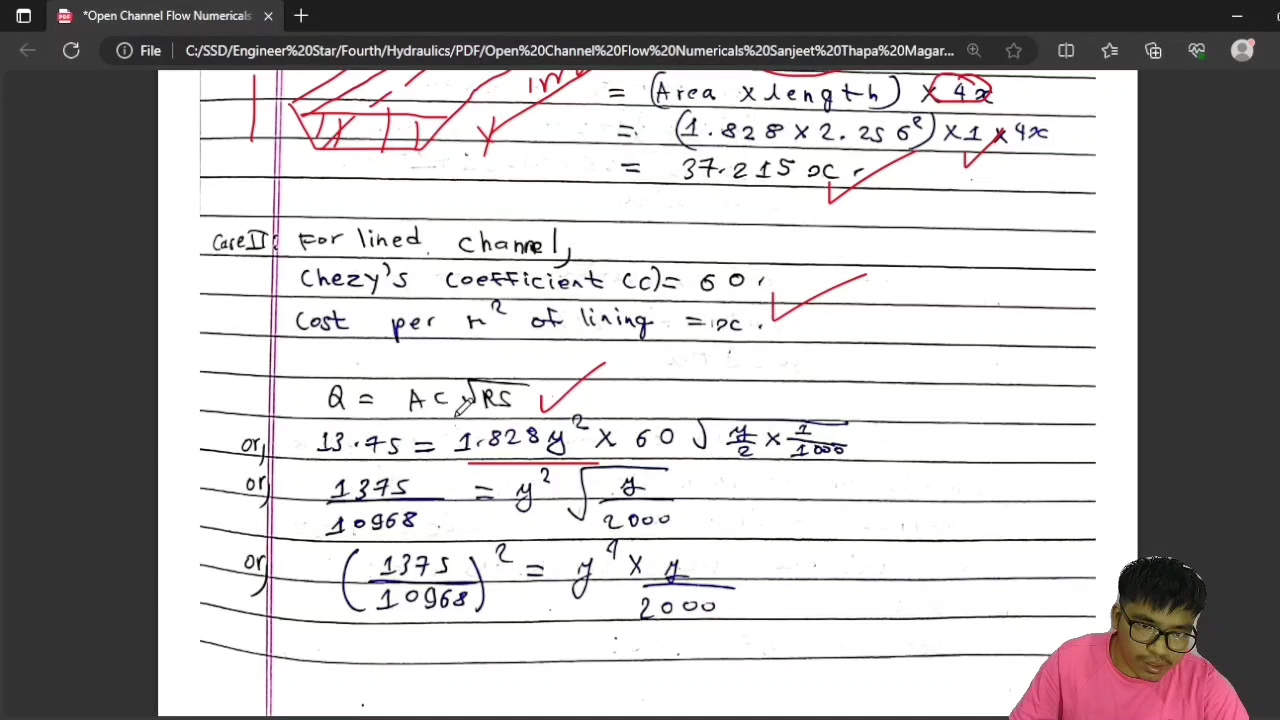 *Open Channel Flow Numericals
File C:/SSD/Engineer%20Star/Fourth/Hydraulics/PDF/Open%20Channel%20Flow%20Numericals%20Sanjeet%20Thapa%20Magar...
1m
= (Area x length) x 4x
= (1.828 x 2.256²) x 1 x 4x
= 37.215 x.
Case II: For lined channel,
Chezy's coefficient (c) = 60.
Cost per m² of lining = x.
Q = AC √RS
or, 13.75 = 1.828y² x 60 √ y/2 x 1/1000
or, 1375/10968 = y² √ y/2000
or, (1375/10968)² = y⁴ x y/2000